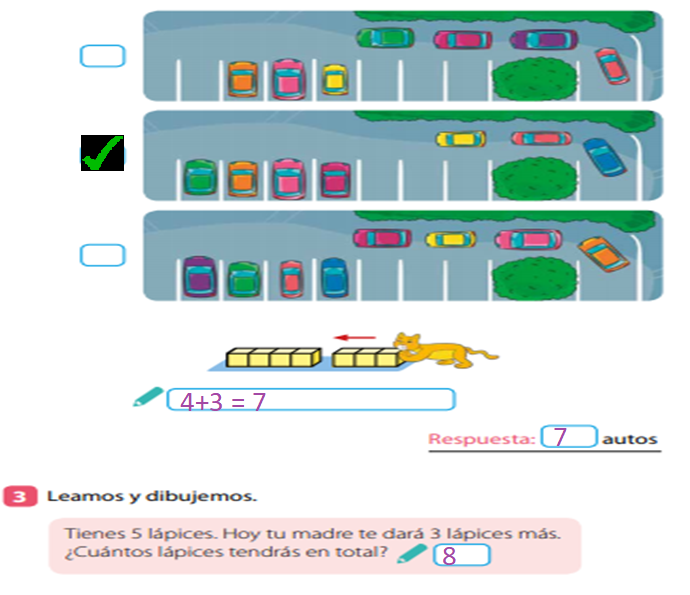 4+3 = 7
Respuesta: 7 autos
3 Leamos y dibujemos.
Tienes 5 lápices. Hoy tu madre te dará 3 lápices más.
¿Cuántos lápices tendrás en total? 8